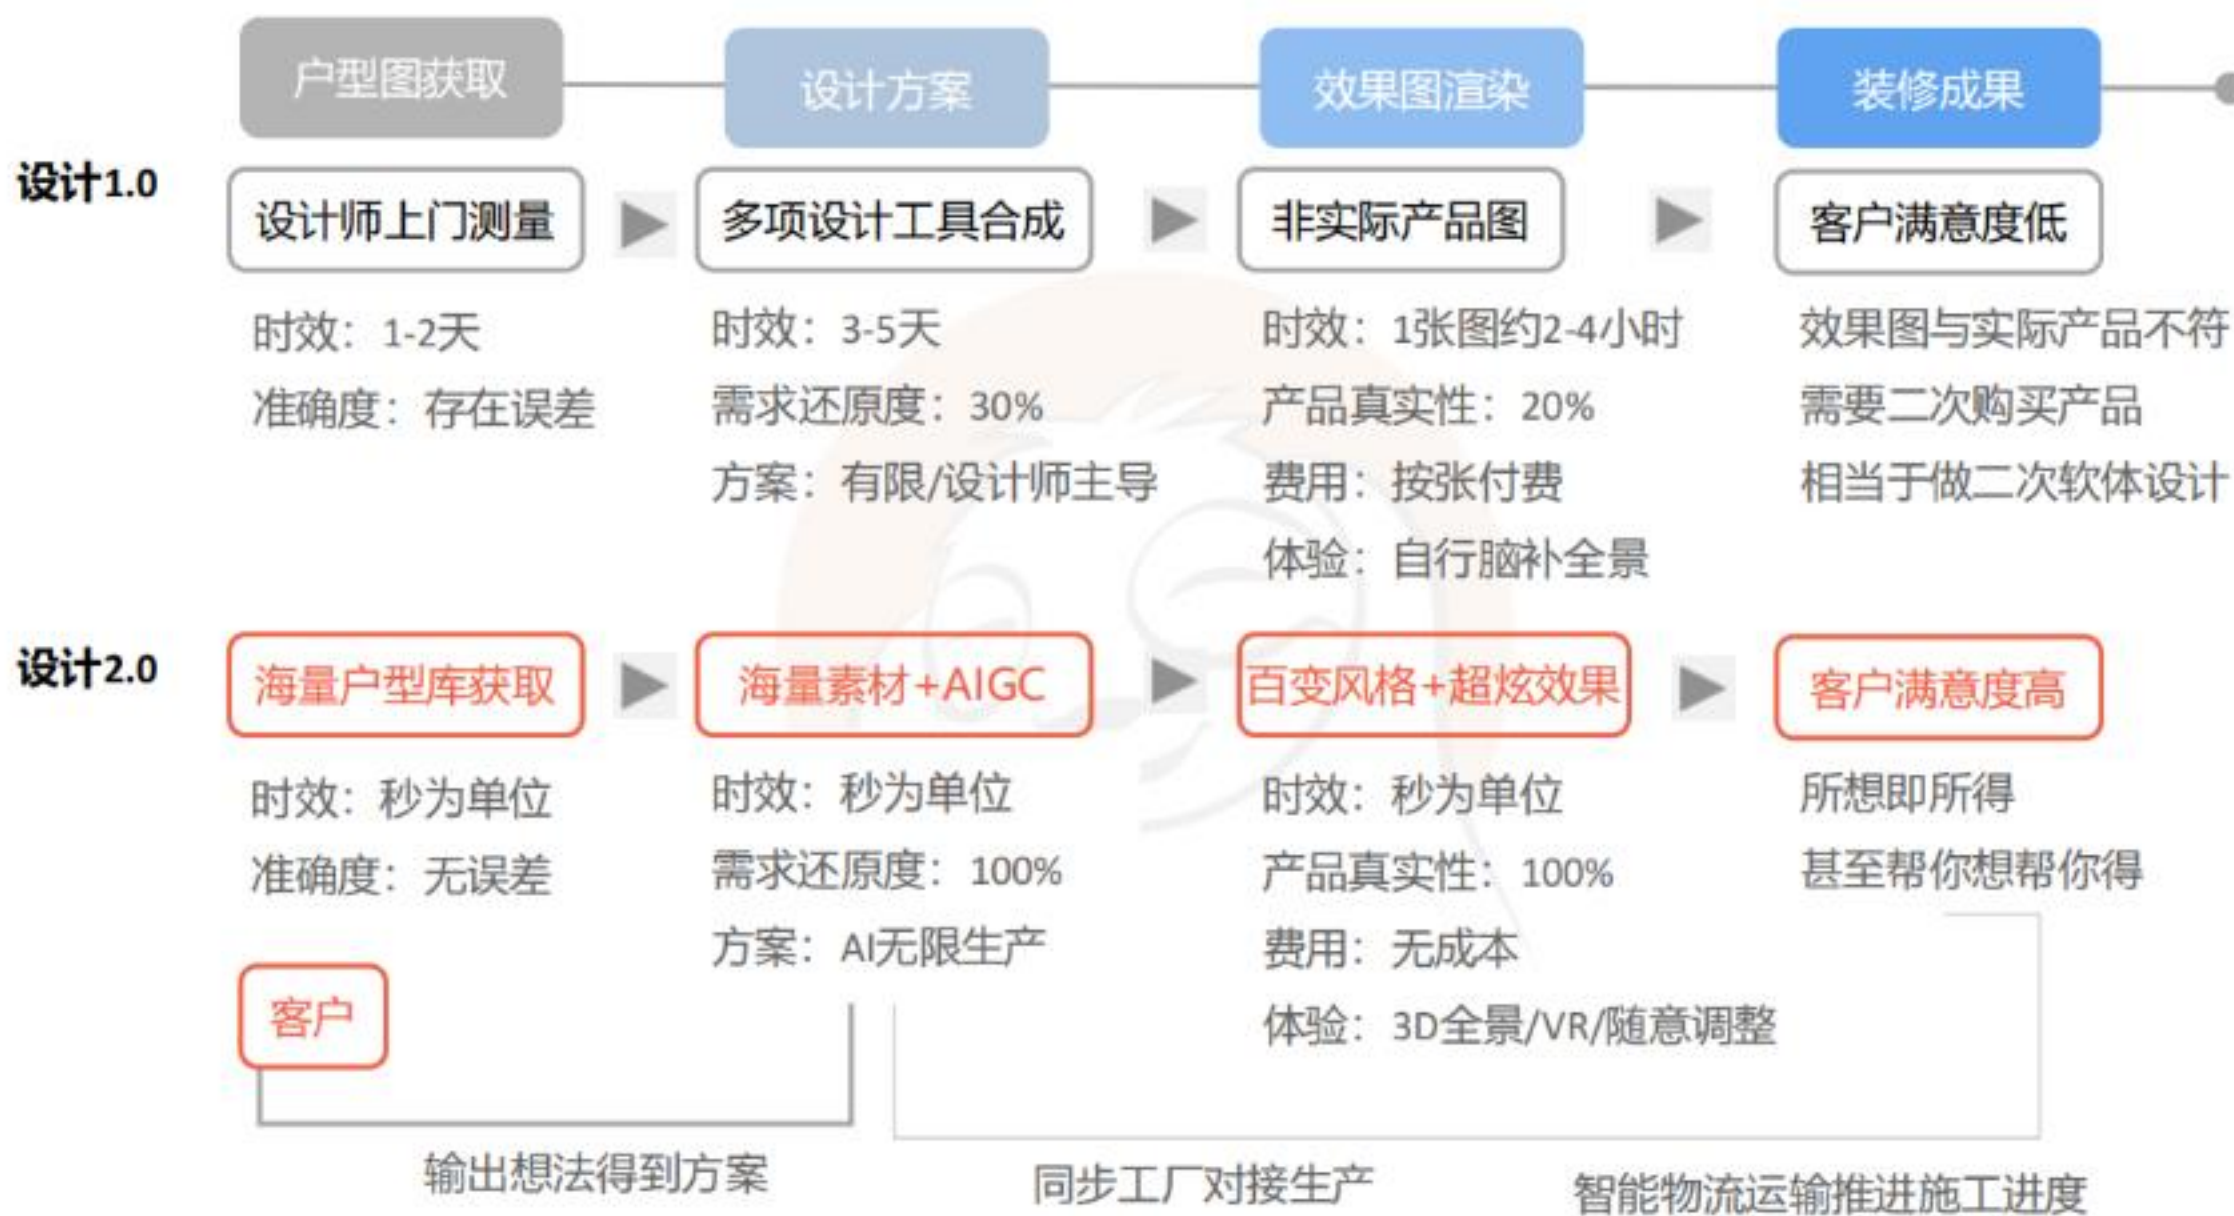 户型图获取
设计方案
效果图渲染
装修成果
设计1.0
设计师上门测量
多项设计工具合成
非实际产品图
客户满意度低
时效：1-2天
准确度：存在误差
时效：3-5天
需求还原度：30%
方案：有限/设计师主导
时效：1张图约2-4小时
产品真实性：20%
费用：按张付费
体验：自行脑补全景
效果图与实际产品不符
需要二次购买产品
相当于做二次软体设计
设计2.0
海量户型库获取
海量素材+AIGC
百变风格+超炫效果
客户满意度高
时效：秒为单位
准确度：无误差
时效：秒为单位
需求还原度：100%
方案：AI无限生产
时效：秒为单位
产品真实性：100%
费用：无成本
体验：3D全景/VR/随意调整
所想即所得
甚至帮你想帮你得
客户
输出想法得到方案
同步工厂对接生产
智能物流运输推进施工进度